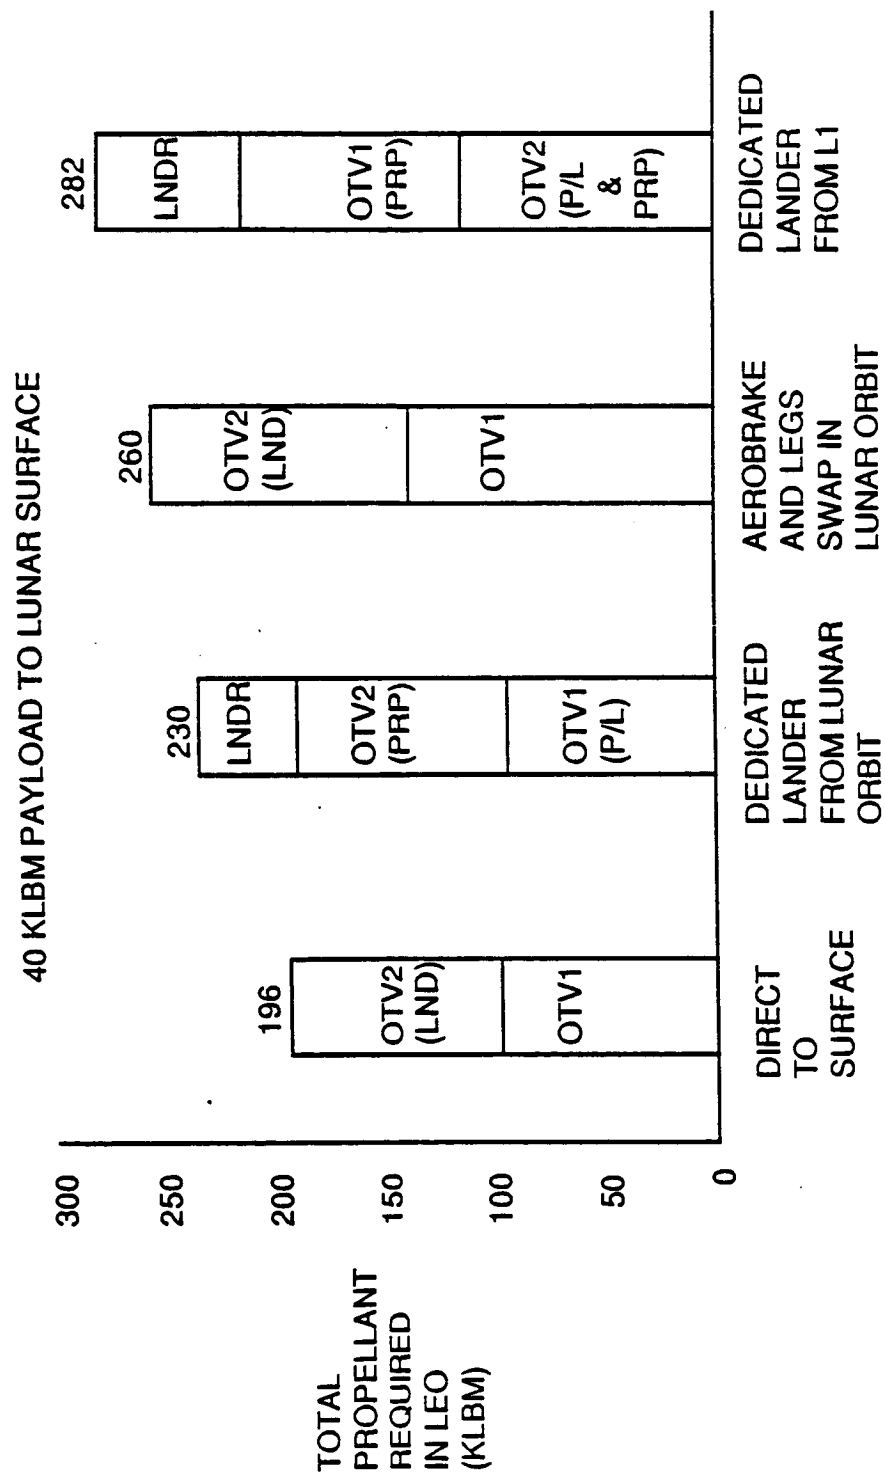 40 KLBM PAYLOAD TO LUNAR SURFACE
TOTAL
PROPELLANT
REQUIRED
IN LEO
(KLBM)
300
250
200
150
100
50
0
196
OTV2
(LND)
OTV1
230
LNDR
OTV2
(PRP)
OTV1
(P/L)
260
OTV2
(LND)
OTV1
282
LNDR
OTV1
(PRP)
OTV2
(P/L
&
PRP)
DIRECT
TO
SURFACE
DEDICATED
LANDER
FROM LUNAR
ORBIT
AEROBRAKE
AND LEGS
SWAP IN
LUNAR ORBIT
DEDICATED
LANDER
FROM L1